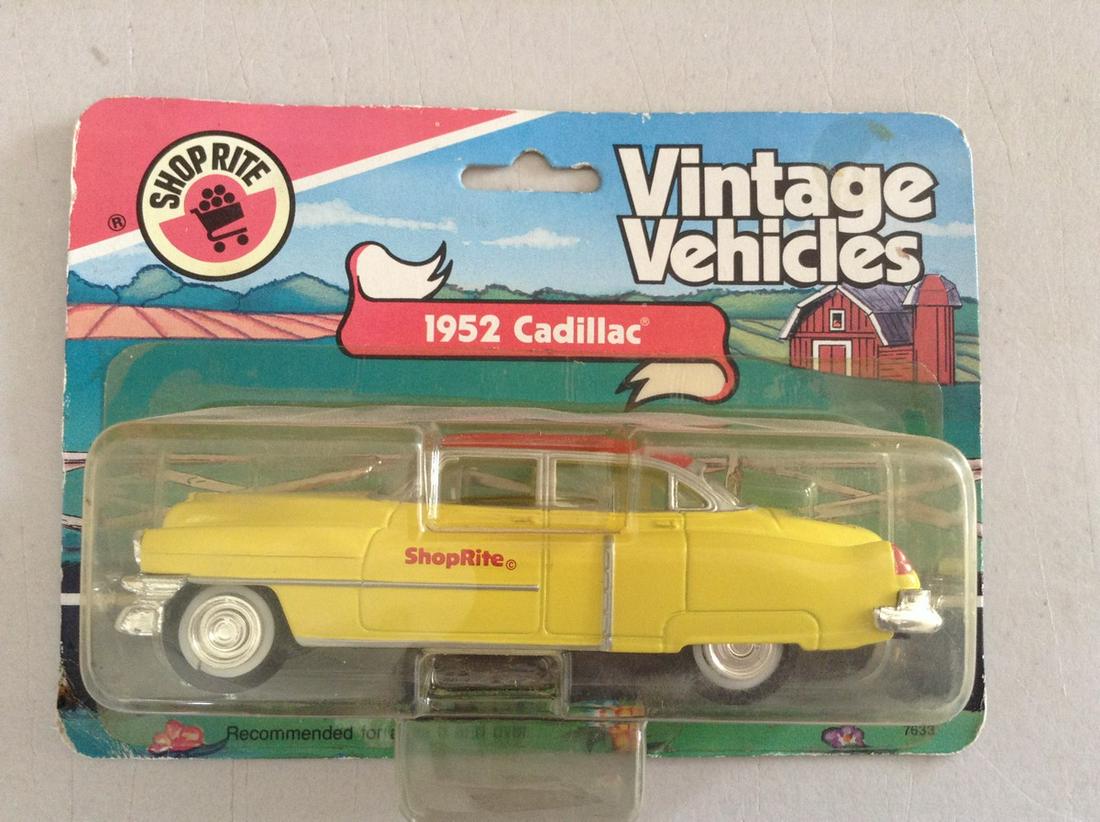 SHOP RITE
®
Vintage
Vehicles
1952 Cadillac®
ShopRite©
Recommended for
7633